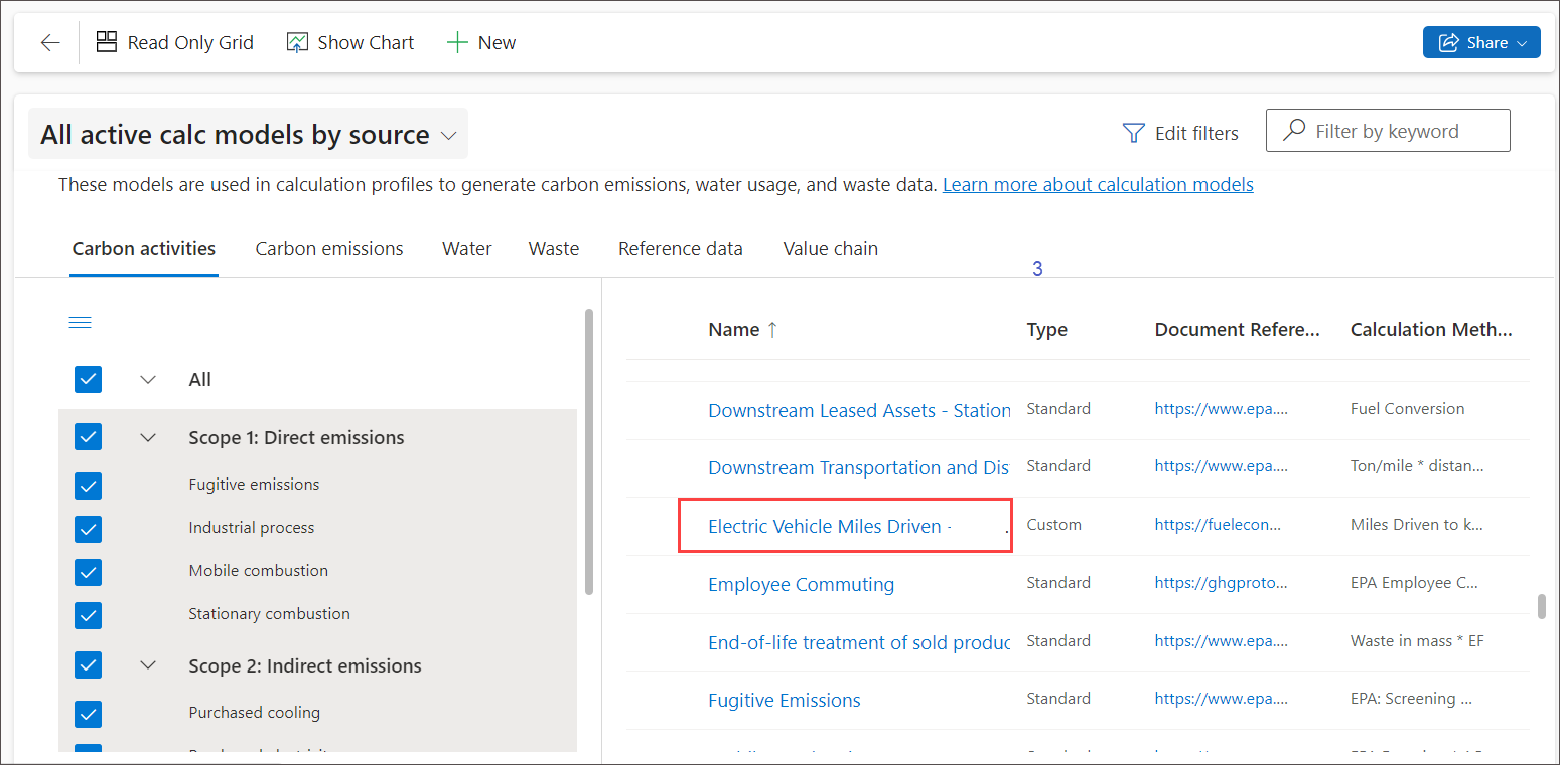 Read Only Grid Show Chart New Share
All active calc models by source Edit filters Filter by keyword
These models are used in calculation profiles to generate carbon emissions, water usage, and waste data. Learn more about calculation models
Carbon activities Carbon emissions Water Waste Reference data Value chain
3
Name ↑ Type Document Refere... Calculation Meth...
All
Scope 1: Direct emissions
Fugitive emissions
Industrial process
Mobile combustion
Stationary combustion
Scope 2: Indirect emissions
Purchased cooling
Downstream Leased Assets - Station Standard https://www.epa.... Fuel Conversion
Downstream Transportation and Dis Standard https://www.epa.... Ton/mile * distan...
Electric Vehicle Miles Driven - . Custom https://fuelecon... Miles Driven to k...
Employee Commuting Standard https://ghgproto... EPA Employee C...
End-of-life treatment of sold produc Standard https://www.epa.... Waste in mass * EF
Fugitive Emissions Standard https://www.epa.... EPA: Screening ...